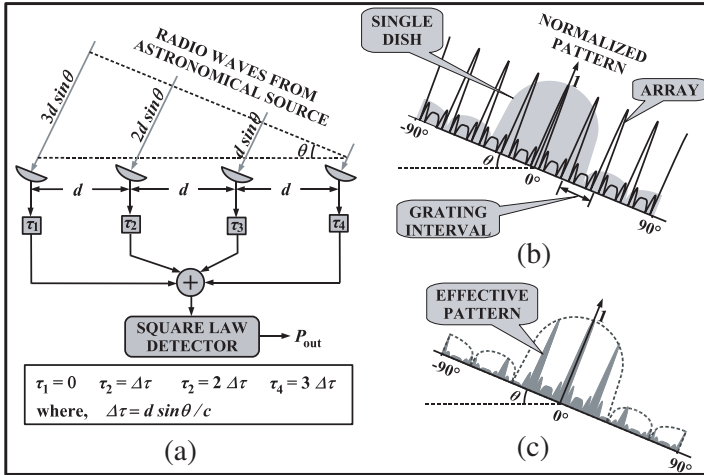 RADIO WAVES FROM
ASTRONOMICAL SOURCE
3d sinθ
2d sinθ
d sinθ
θ
d
d
d
τ1
τ2
τ3
τ4
+
SQUARE LAW
DETECTOR
Pout
τ1 = 0 τ2 = Δτ τ2 = 2 Δτ τ4 = 3 Δτ
where, Δτ = d sinθ/c
(a)
SINGLE
DISH
NORMALIZED
PATTERN
1
ARRAY
-90°
θ
0°
90°
GRATING
INTERVAL
(b)
EFFECTIVE
PATTERN
1
-90°
θ
0°
90°
(c)